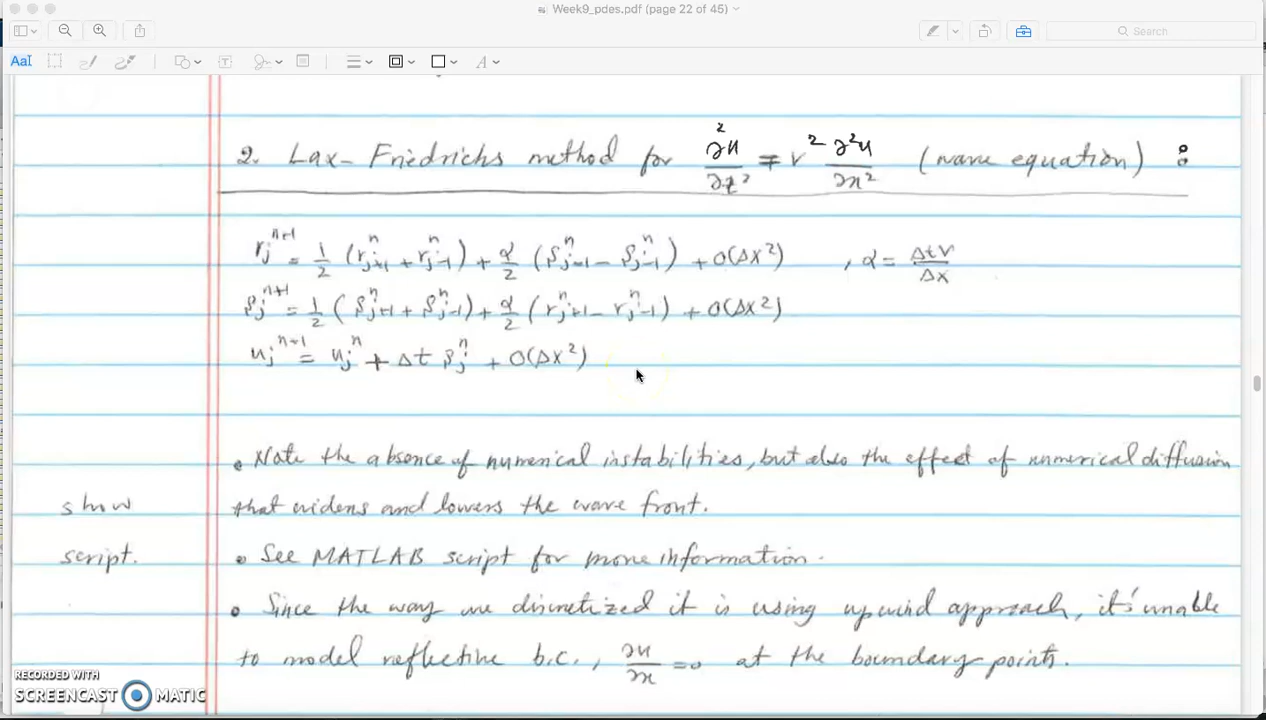 Week9_pdes.pdf (page 22 of 45)
Search
AaI
T
A
2. Lax-Friedrichs method for ∂²u/∂t² = v² ∂²u/∂x² (wave equation) :
r_j^{n+1} = 1/2 (r_{j+1}^n + r_{j-1}^n) + α/2 (s_{j+1}^n - s_{j-1}^n) + O(Δx²) , α = Δtv/Δx
s_j^{n+1} = 1/2 (s_{j+1}^n + s_{j-1}^n) + α/2 (r_{j+1}^n - r_{j-1}^n) + O(Δx²)
u_j^{n+1} = u_j^n + Δt s_j^n + O(Δx²)
• Note the absence of numerical instabilities, but also the effect of numerical diffusion
show that widens and lowers the wave front.
script. • See MATLAB script for more information.
• Since the way we discretized it is using upwind approach, it's unable
to model reflective b.c., ∂u/∂x = 0 at the boundary points.
RECORDED WITH
SCREENCAST MATIC